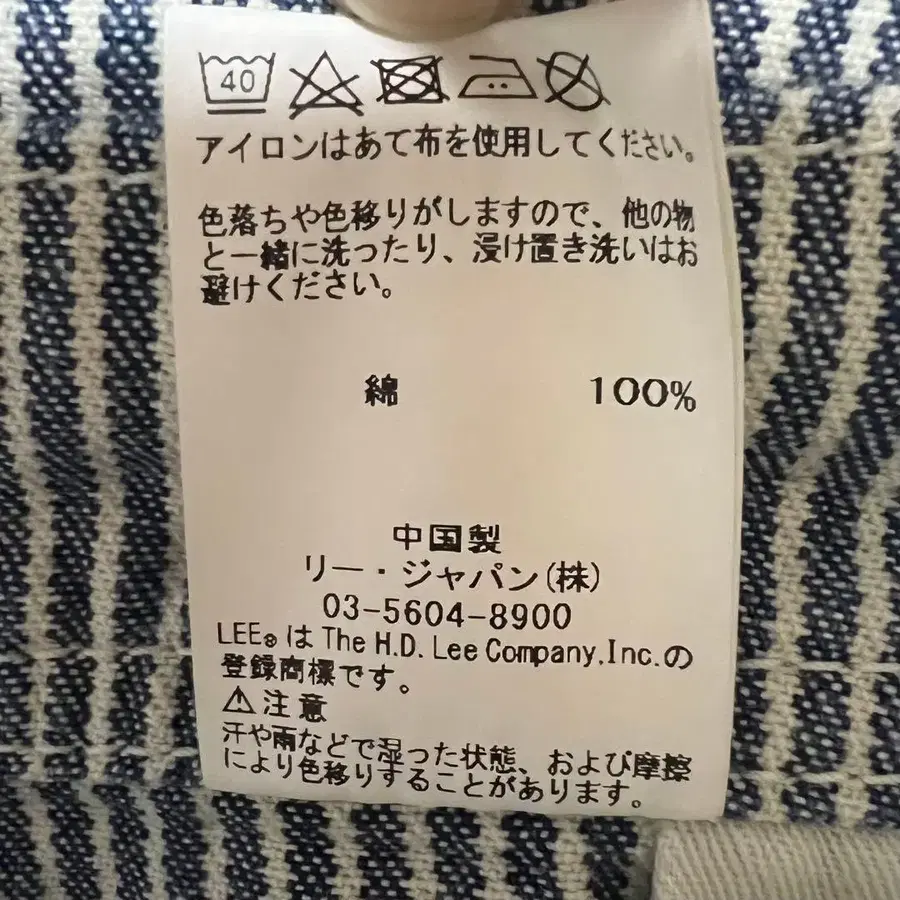 40
アイロンはあて布を使用してください。
色落ちや色移りがしますので、他の物
と一緒に洗ったり、浸け置き洗いはお
避けください。
綿 100%
中国製
リー・ジャパン(株)
03-5604-8900
LEE® は The H.D. Lee Company,Inc.の
登録商標です。
⚠注意
汗や雨などで湿った状態、および摩擦
により色移りすることがあります。